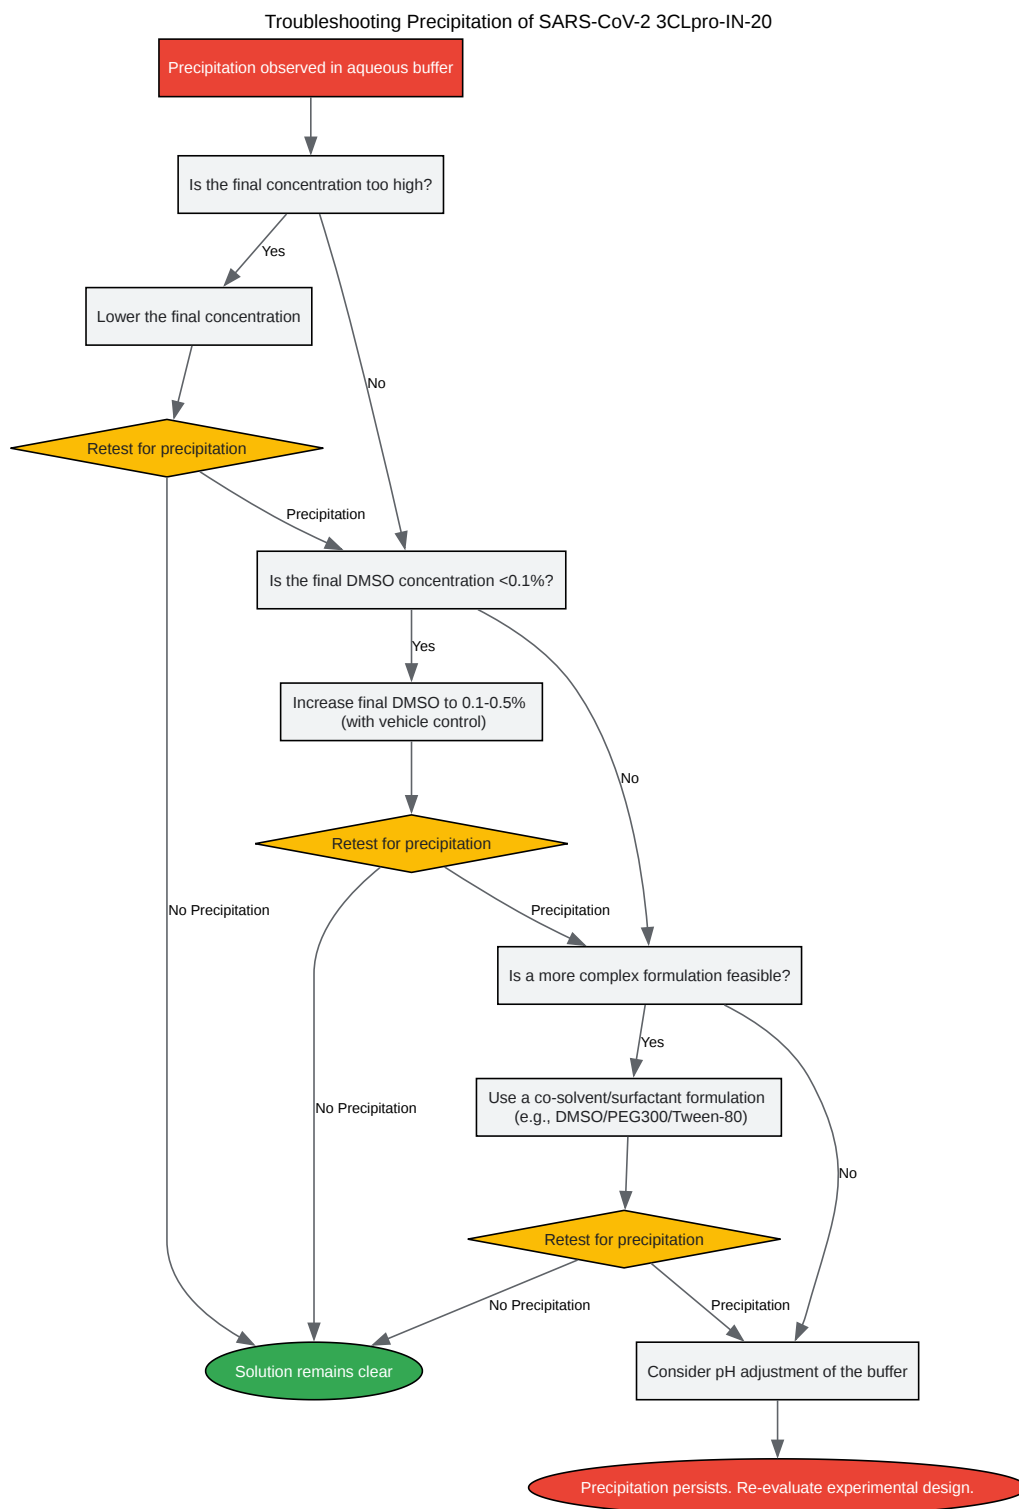 Troubleshooting Precipitation of SARS-CoV-2 3CLpro-IN-20
Precipitation observed in aqueous buffer
Is the final concentration too high?
Yes
Lower the final concentration
No
Retest for precipitation
Precipitation
Is the final DMSO concentration <0.1%?
Yes
Increase final DMSO to 0.1-0.5%
(with vehicle control)
No
Retest for precipitation
No Precipitation
Precipitation
Is a more complex formulation feasible?
Yes
Use a co-solvent/surfactant formulation
(e.g., DMSO/PEG300/Tween-80)
No Precipitation
No
Retest for precipitation
No Precipitation
Precipitation
Solution remains clear
Consider pH adjustment of the buffer
Precipitation persists. Re-evaluate experimental design.